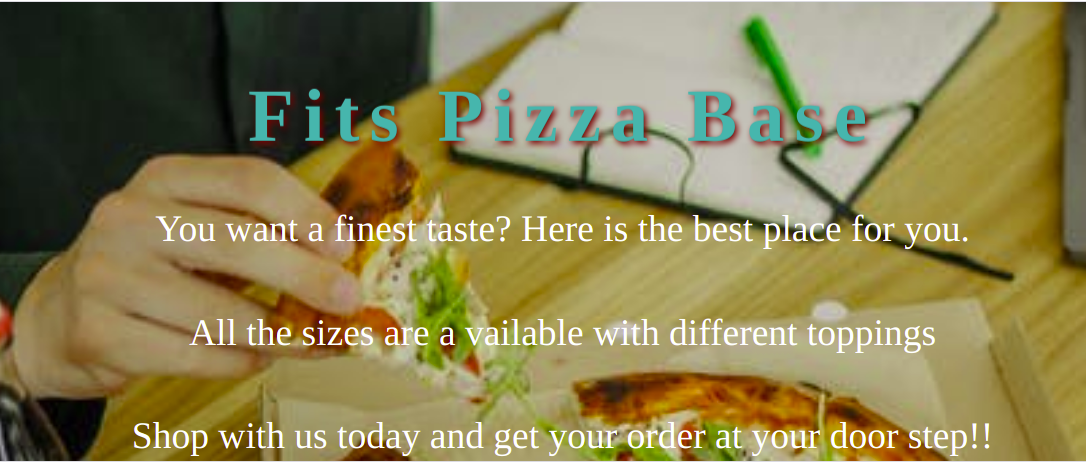 Fits Pizza Base
You want a finest taste? Here is the best place for you.
All the sizes are a vailable with different toppings
Shop with us today and get your order at your door step!!